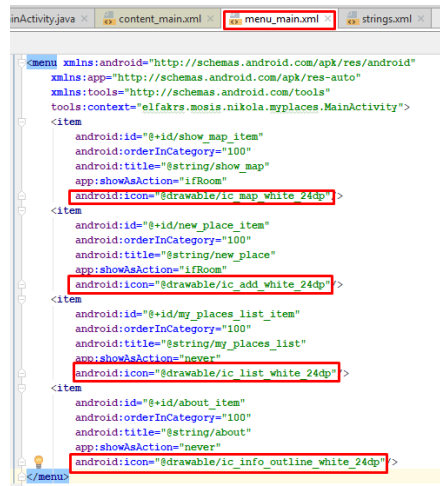 inActivity.java × content_main.xml × menu_main.xml × strings.xml ×
<menu xmlns:android="http://schemas.android.com/apk/res/android"
xmlns:app="http://schemas.android.com/apk/res-auto"
xmlns:tools="http://schemas.android.com/tools"
tools:context="elfakrs.mosis.nikola.myplaces.MainActivity">
<item
android:id="@+id/show_map_item"
android:orderInCategory="100"
android:title="@string/show_map"
app:showAsAction="ifRoom"
android:icon="@drawable/ic_map_white_24dp"/>
<item
android:id="@+id/new_place_item"
android:orderInCategory="100"
android:title="@string/new_place"
app:showAsAction="ifRoom"
android:icon="@drawable/ic_add_white_24dp"/>
<item
android:id="@+id/my_places_list_item"
android:orderInCategory="100"
android:title="@string/my_places_list"
app:showAsAction="never"
android:icon="@drawable/ic_list_white_24dp"/>
<item
android:id="@+id/about_item"
android:orderInCategory="100"
android:title="@string/about"
app:showAsAction="never"
android:icon="@drawable/ic_info_outline_white_24dp"/>
</menu>